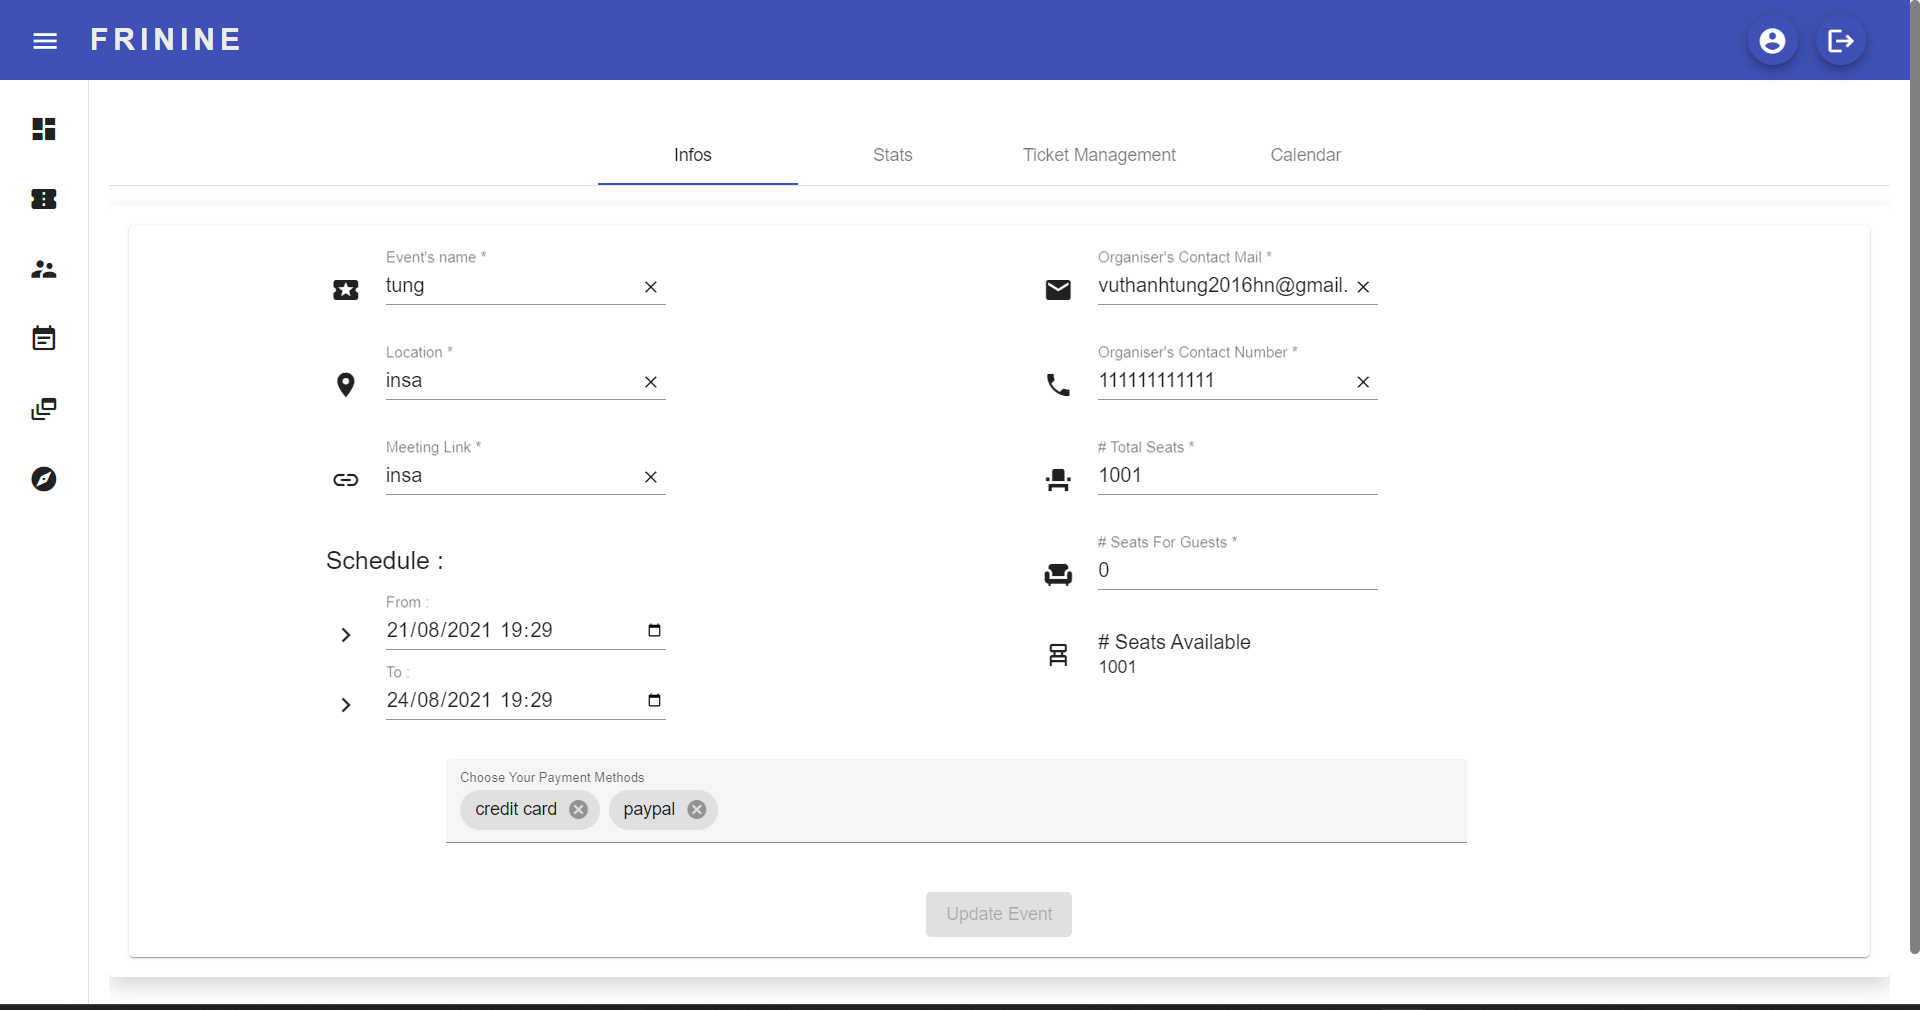 FRININE
Infos
Stats
Ticket Management
Calendar
Event's name *
tung
Location *
insa
Meeting Link *
insa
Schedule :
From :
21/08/2021 19:29
To :
24/08/2021 19:29
Organiser's Contact Mail *
vuthanhtung2016hn@gmail.
Organiser's Contact Number *
111111111111
# Total Seats *
1001
# Seats For Guests *
0
# Seats Available
1001
Choose Your Payment Methods
credit card
paypal
Update Event